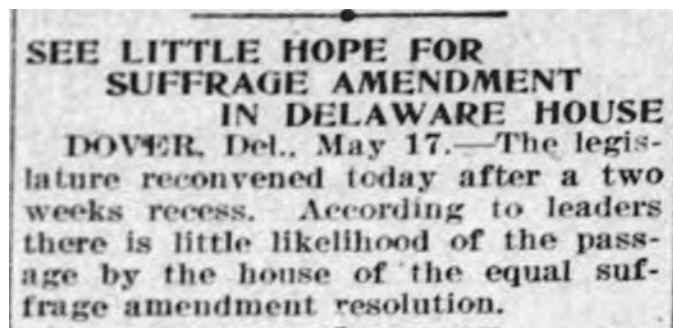 SEE LITTLE HOPE FOR
SUFFRAGE AMENDMENT
IN DELAWARE HOUSE
DOVER, Del., May 17.—The legis-
lature reconvened today after a two
weeks recess. According to leaders
there is little likelihood of the pass-
age by the house of the equal suf-
frage amendment resolution.